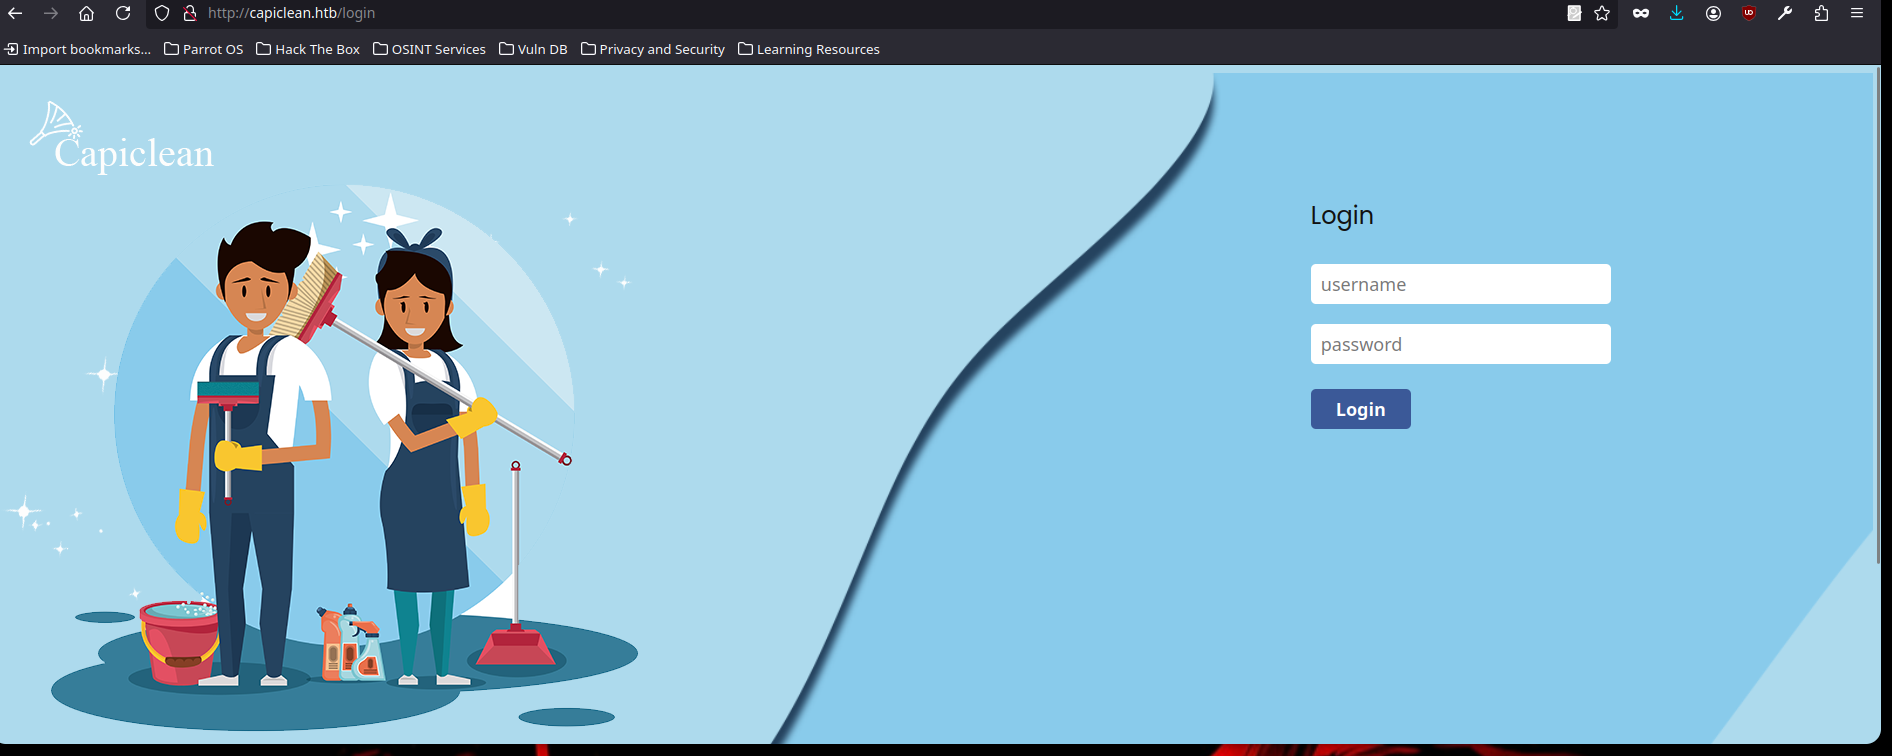 http://capiclean.htb/login
Import bookmarks... Parrot OS Hack The Box OSINT Services Vuln DB Privacy and Security Learning Resources
Capiclean
Login
username
password
Login